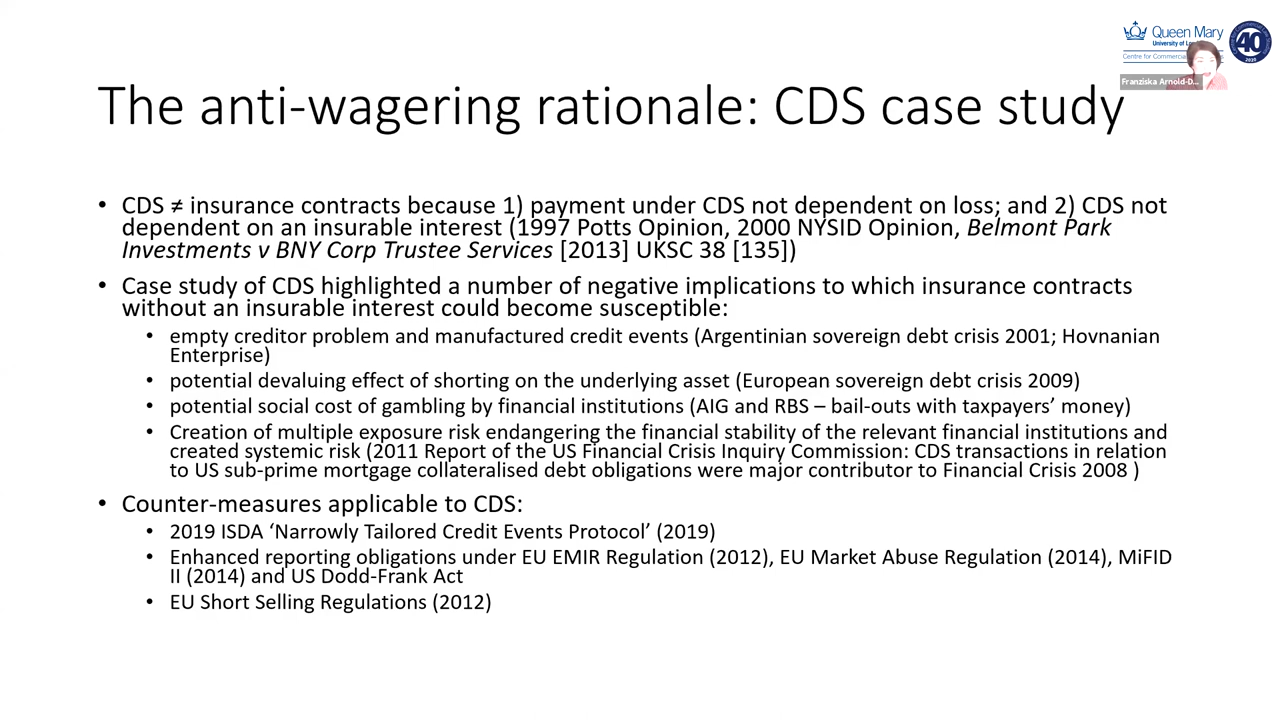 Queen Mary
University of Lo
Centre for Commerc
40
2020
Franziska Arnold-D...
The anti-wagering rationale: CDS case study
• CDS ≠ insurance contracts because 1) payment under CDS not dependent on loss; and 2) CDS not
dependent on an insurable interest (1997 Potts Opinion, 2000 NYSID Opinion, Belmont Park
Investments v BNY Corp Trustee Services [2013] UKSC 38 [135])
• Case study of CDS highlighted a number of negative implications to which insurance contracts
without an insurable interest could become susceptible:
• empty creditor problem and manufactured credit events (Argentinian sovereign debt crisis 2001; Hovnanian
Enterprise)
• potential devaluing effect of shorting on the underlying asset (European sovereign debt crisis 2009)
• potential social cost of gambling by financial institutions (AIG and RBS – bail-outs with taxpayers’ money)
• Creation of multiple exposure risk endangering the financial stability of the relevant financial institutions and
created systemic risk (2011 Report of the US Financial Crisis Inquiry Commission: CDS transactions in relation
to US sub-prime mortgage collateralised debt obligations were major contributor to Financial Crisis 2008 )
• Counter-measures applicable to CDS:
• 2019 ISDA ‘Narrowly Tailored Credit Events Protocol’ (2019)
• Enhanced reporting obligations under EU EMIR Regulation (2012), EU Market Abuse Regulation (2014), MiFID
II (2014) and US Dodd-Frank Act
• EU Short Selling Regulations (2012)